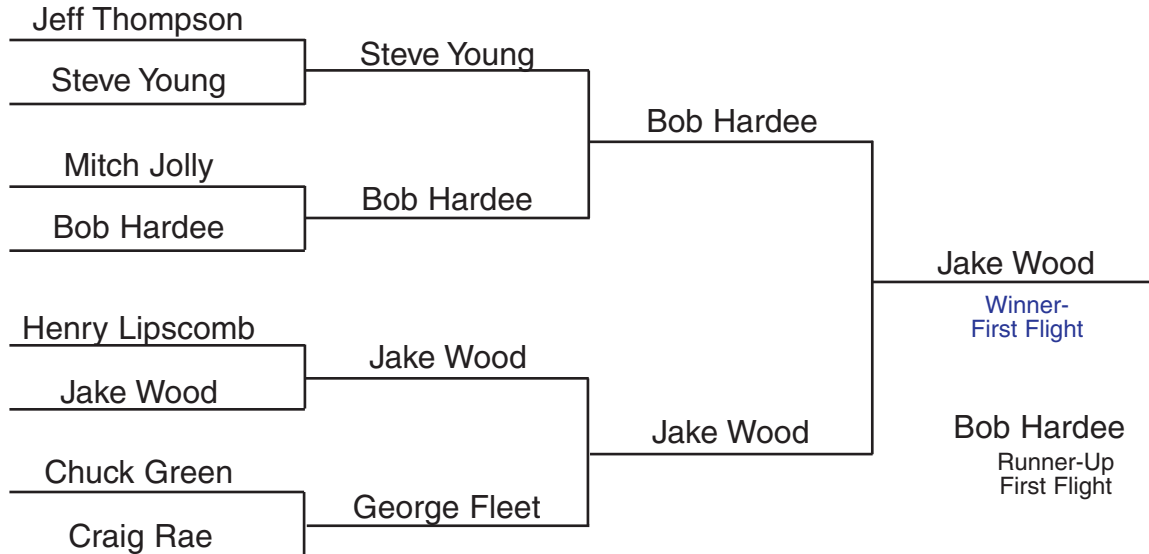 Jeff Thompson
Steve Young
Steve Young
Mitch Jolly
Bob Hardee
Bob Hardee
Bob Hardee
Henry Lipscomb
Jake Wood
Jake Wood
Chuck Green
Craig Rae
George Fleet
Jake Wood
Jake Wood
Winner-
First Flight
Bob Hardee
Runner-Up
First Flight